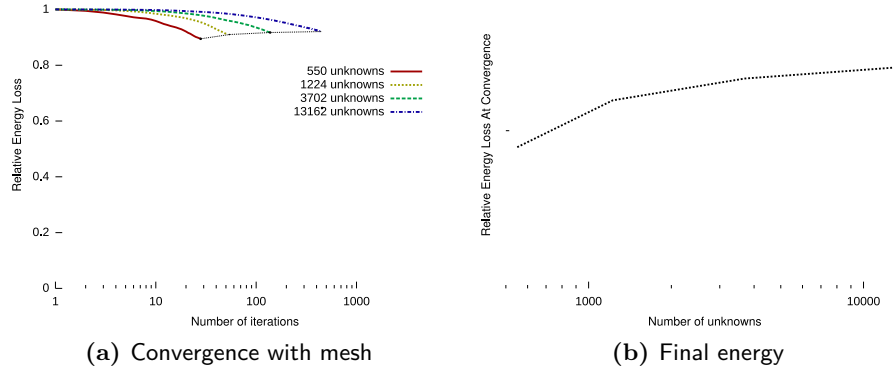 1
0.8
0.6
0.4
0.2
0
Relative Energy Loss
550 unknowns
1224 unknowns
3702 unknowns
13162 unknowns
1 10 100 1000
Number of iterations
(a) Convergence with mesh
Relative Energy Loss At Convergence
1000 10000
Number of unknowns
(b) Final energy